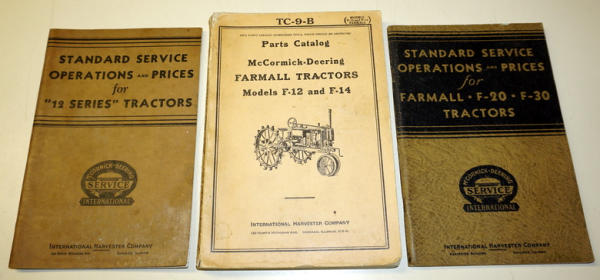 STANDARD SERVICE
OPERATIONS AND PRICES
for
"12 SERIES" TRACTORS
McCORMICK-DEERING
SERVICE
INTERNATIONAL
INTERNATIONAL HARVESTER COMPANY
TC-9-B
Parts Catalog
McCormick-Deering
FARMALL TRACTORS
Models F-12 and F-14
INTERNATIONAL HARVESTER COMPANY
STANDARD SERVICE
OPERATIONS AND PRICES
for
FARMALL · F-20 · F-30
TRACTORS
McCORMICK-DEERING
SERVICE
INTERNATIONAL
INTERNATIONAL HARVESTER COMPANY